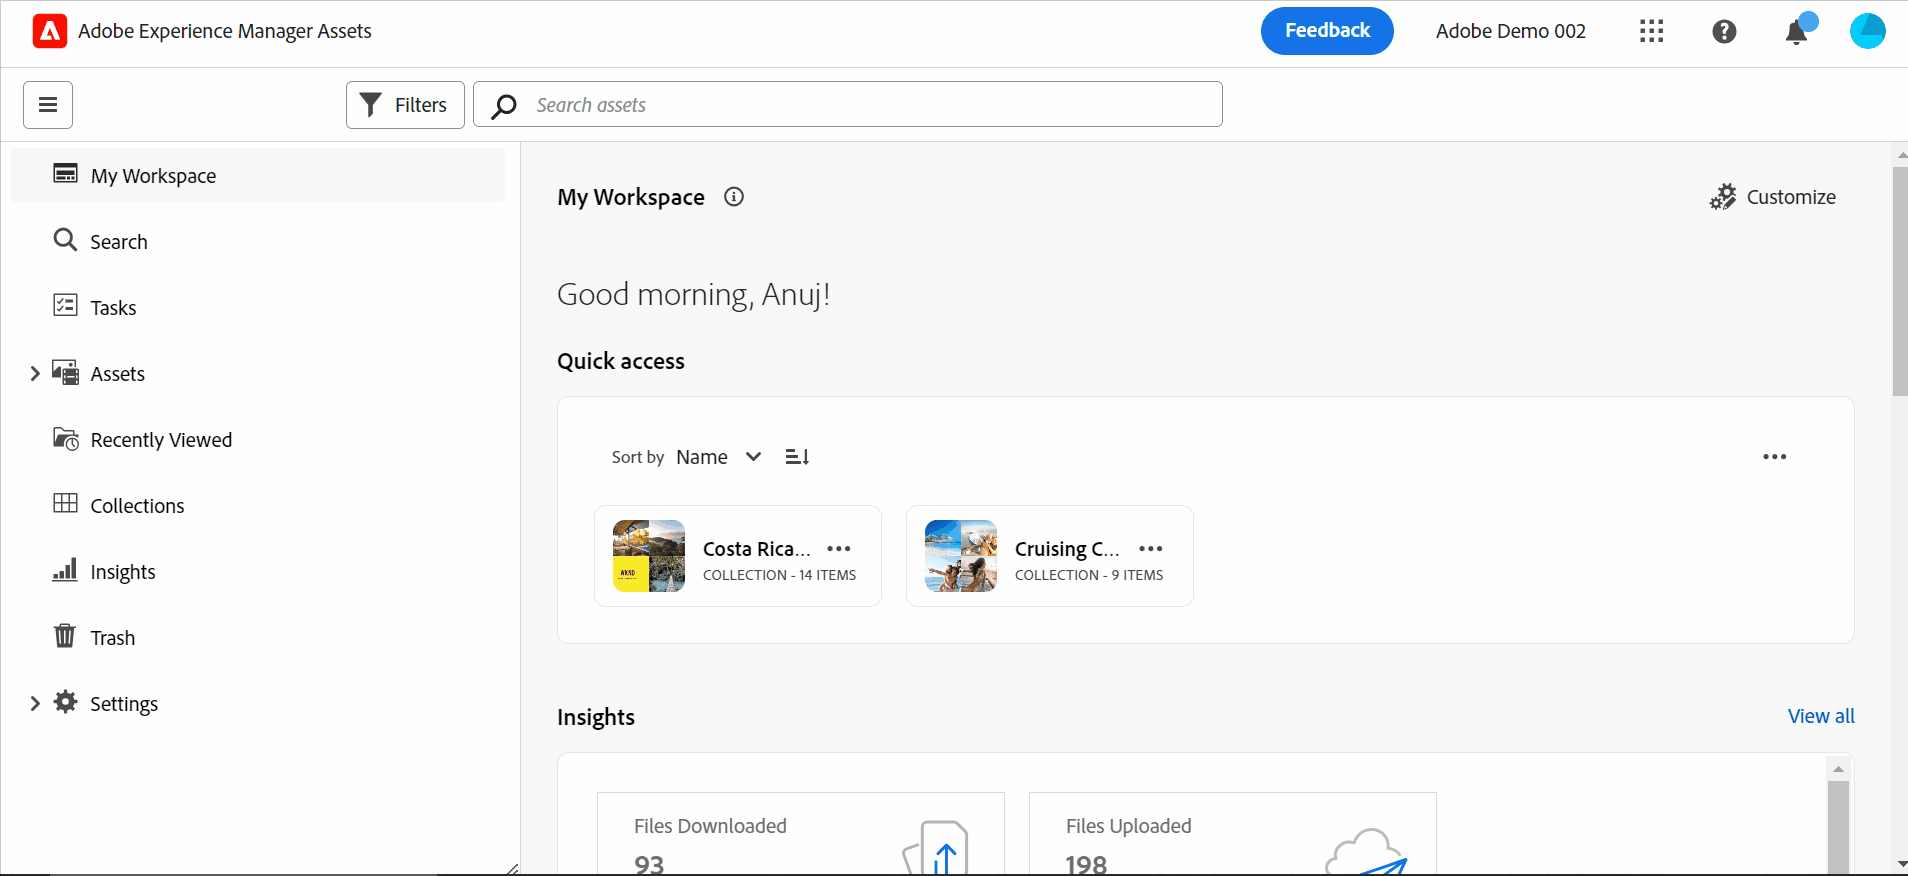 Adobe Experience Manager Assets
Feedback
Adobe Demo 002
Filters
Search assets
My Workspace
Search
Tasks
Assets
Recently Viewed
Collections
Insights
Trash
Settings
My Workspace
Customize
Good morning, Anuj!
Quick access
Sort by Name
Costa Rica...
COLLECTION - 14 ITEMS
WKND
Cruising C...
COLLECTION - 9 ITEMS
Insights
View all
Files Downloaded
93
Files Uploaded
198